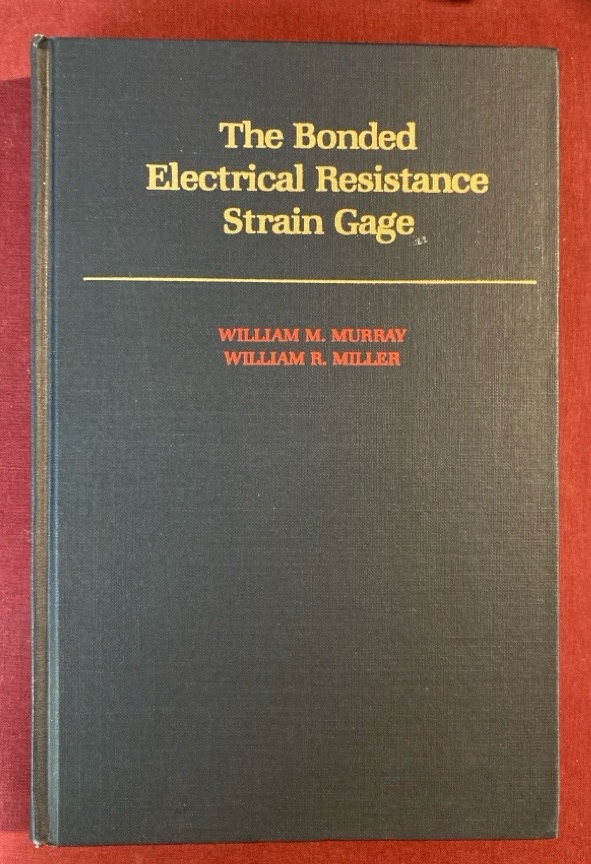 The Bonded
Electrical Resistance
Strain Gage
WILLIAM M. MURRAY
WILLIAM R. MILLER